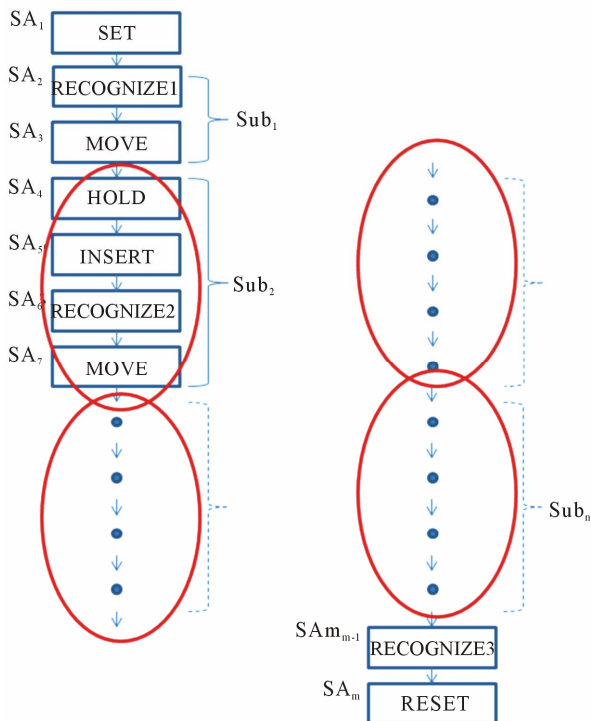 SA1 SET
SA2 RECOGNIZE1
Sub1
SA3 MOVE
SA4 HOLD
SA5 INSERT
Sub2
SA6 RECOGNIZE2
SA7 MOVE
Subn
SAmm-1 RECOGNIZE3
SAm RESET